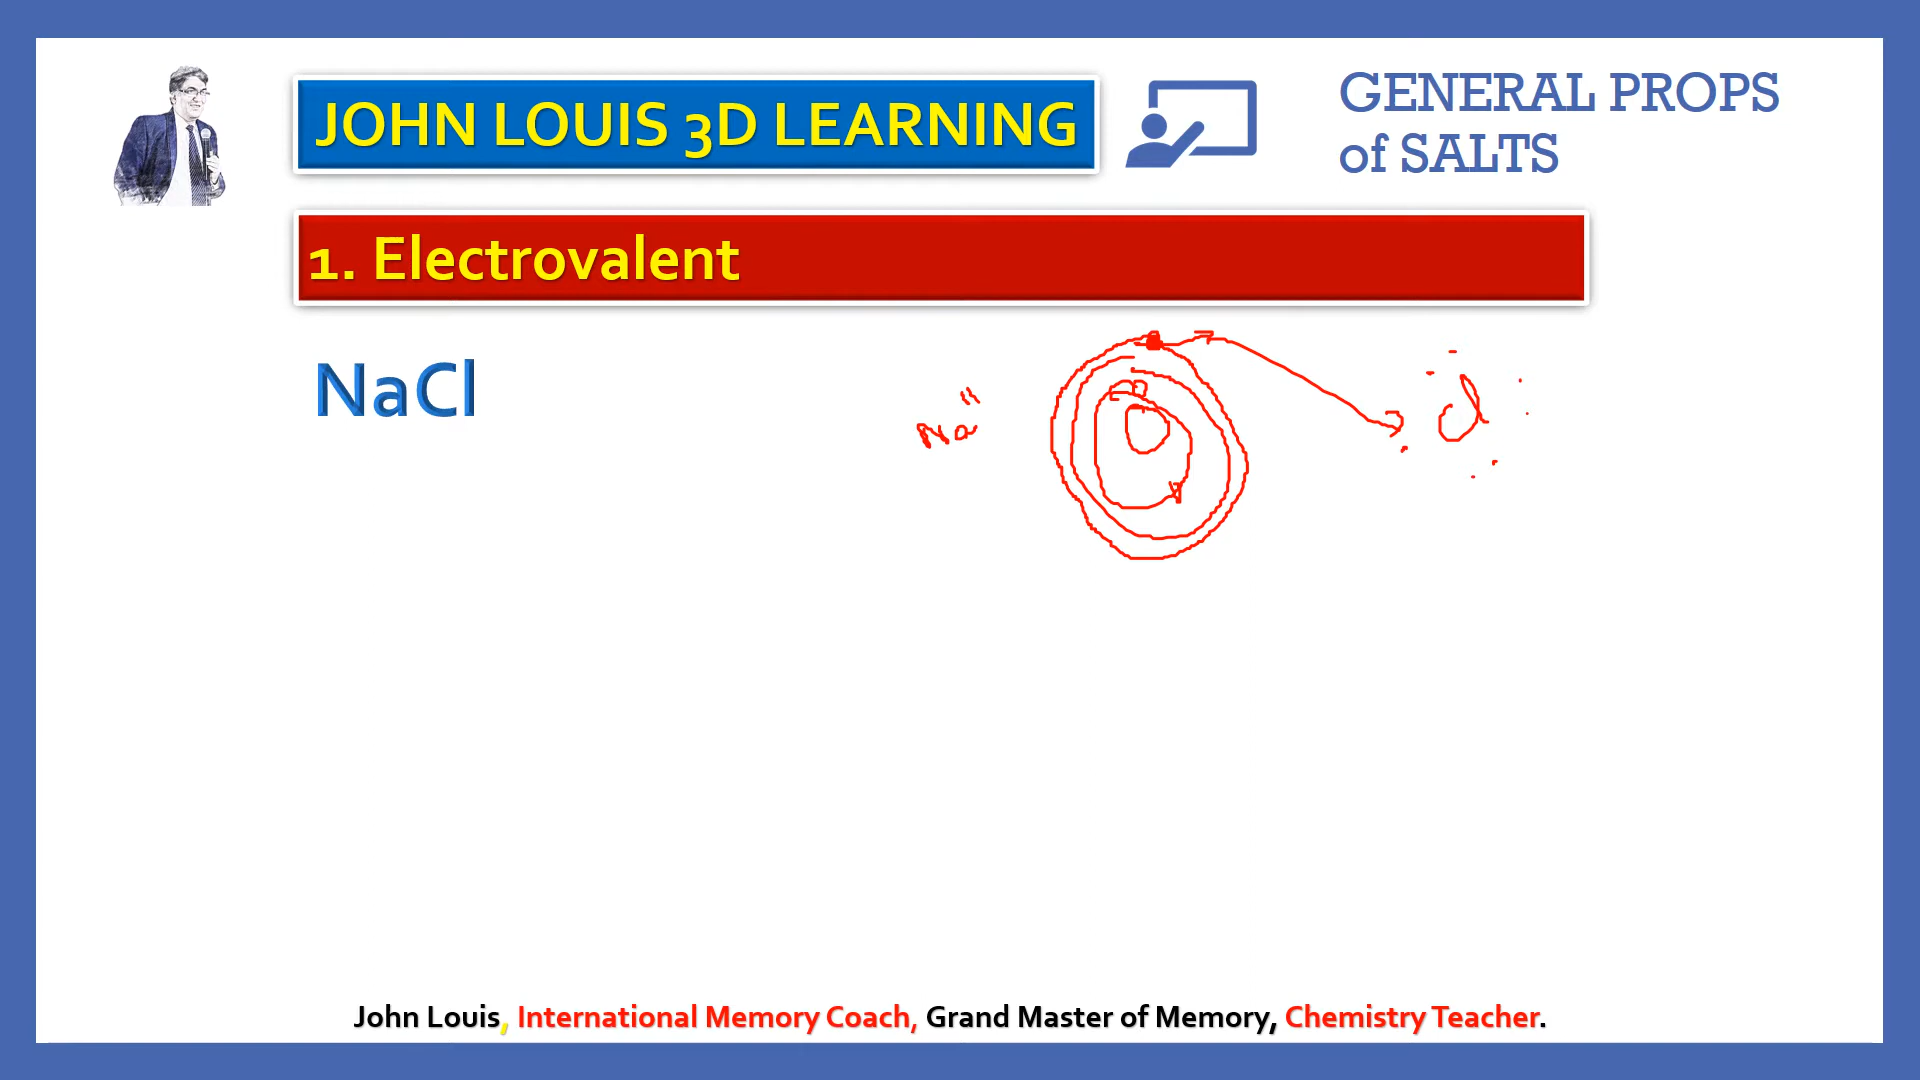 JOHN LOUIS 3D LEARNING
GENERAL PROPS
of SALTS
1. Electrovalent
NaCl
Na"
Cl
John Louis, International Memory Coach, Grand Master of Memory, Chemistry Teacher.